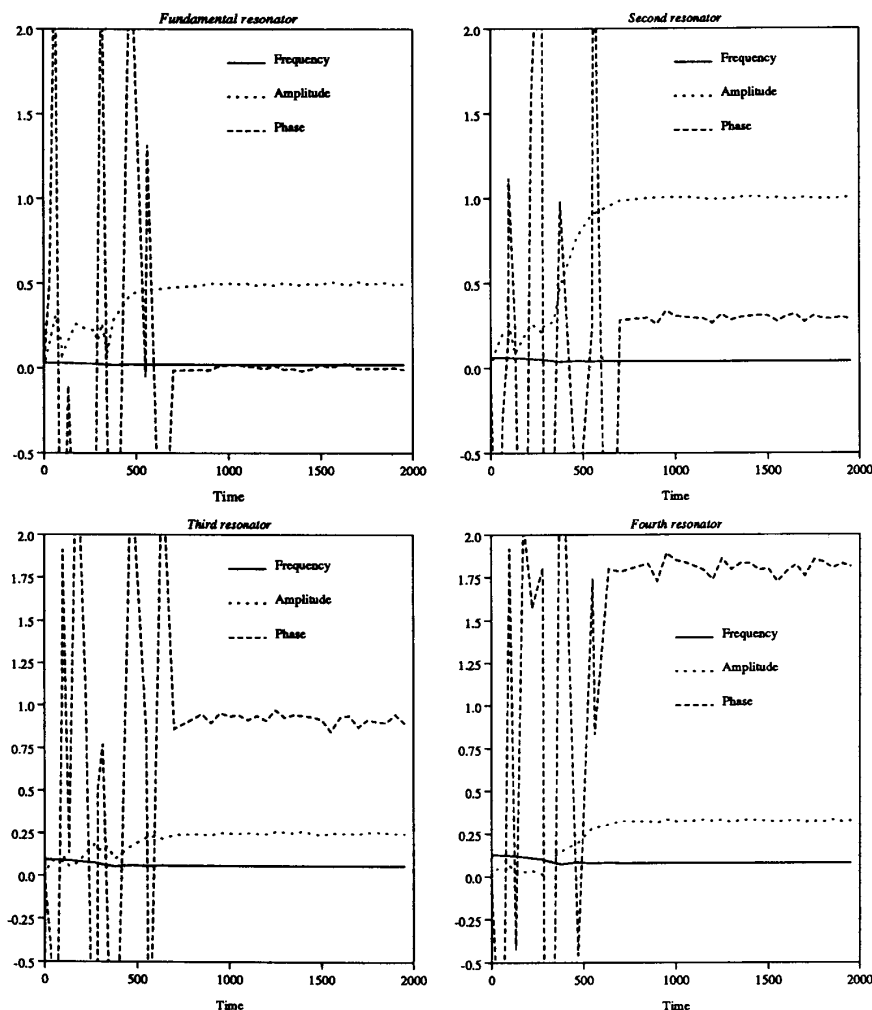 Fundamental resonator
2.0
1.5
1.0
0.5
0.0
-0.5
Frequency
Amplitude
Phase
0
500
1000
1500
2000
Time
Second resonator
2.0
1.5
1.0
0.5
0.0
-0.5
Frequency
Amplitude
Phase
0
500
1000
1500
2000
Time
Third resonator
2.0
1.75
1.5
1.25
1.0
0.75
0.5
0.25
0.0
-0.25
-0.5
Frequency
Amplitude
Phase
0
500
1000
1500
2000
Time
Fourth resonator
2.0
1.75
1.5
1.25
1.0
0.75
0.5
0.25
0.0
-0.25
-0.5
Frequency
Amplitude
Phase
0
500
1000
1500
2000
Time